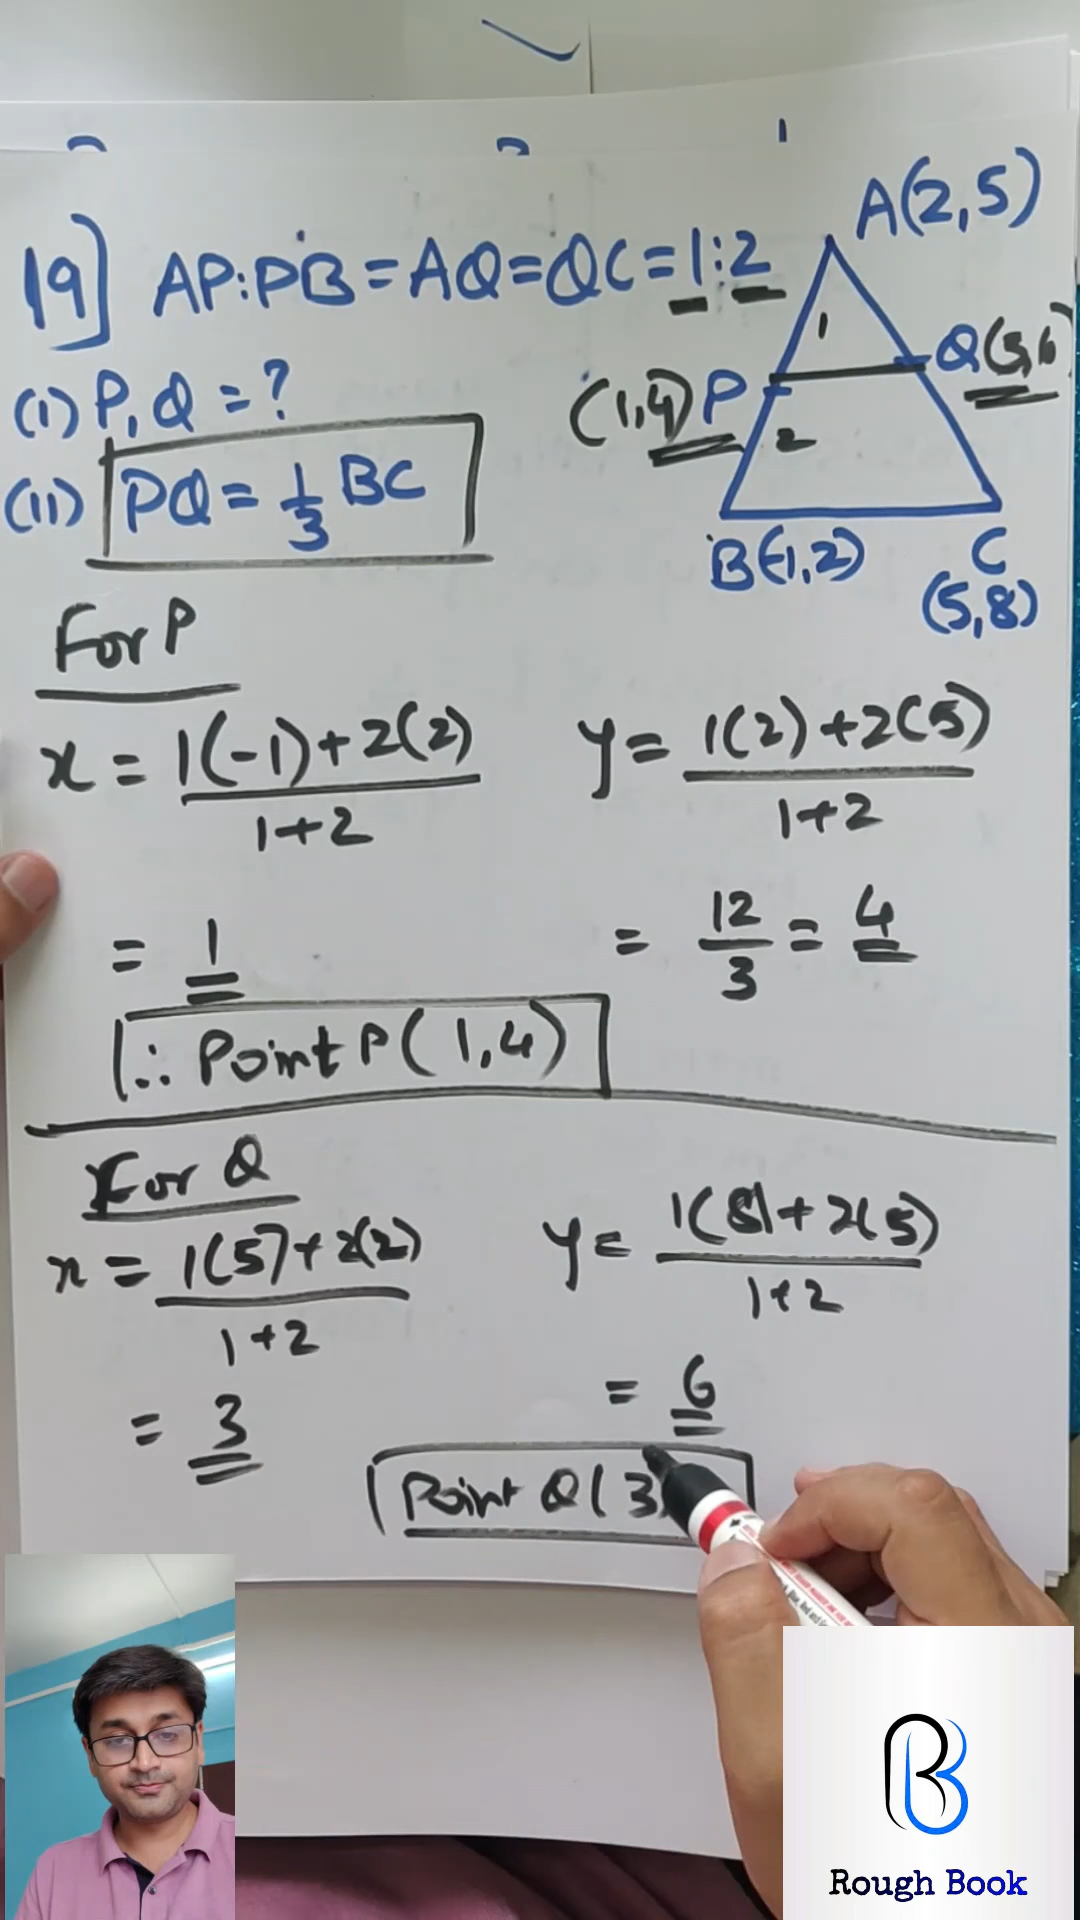 19] AP:PB=AQ=QC=1:2
A(2,5)
(i) P,Q=?
(1,4) P
1
Q(3,6)
(ii) PQ = 1/3 BC
2
B(-1,2)
C
(5,8)
For P
x = 1(-1)+2(2) / 1+2
y = 1(2)+2(5) / 1+2
= 1
= 12/3 = 4
∴ Point P(1,4)
For Q
x = 1(5)+2(2) / 1+2
y = 1(8)+2(5) / 1+2
= 3
= 6
Point Q(3,
Rough Book